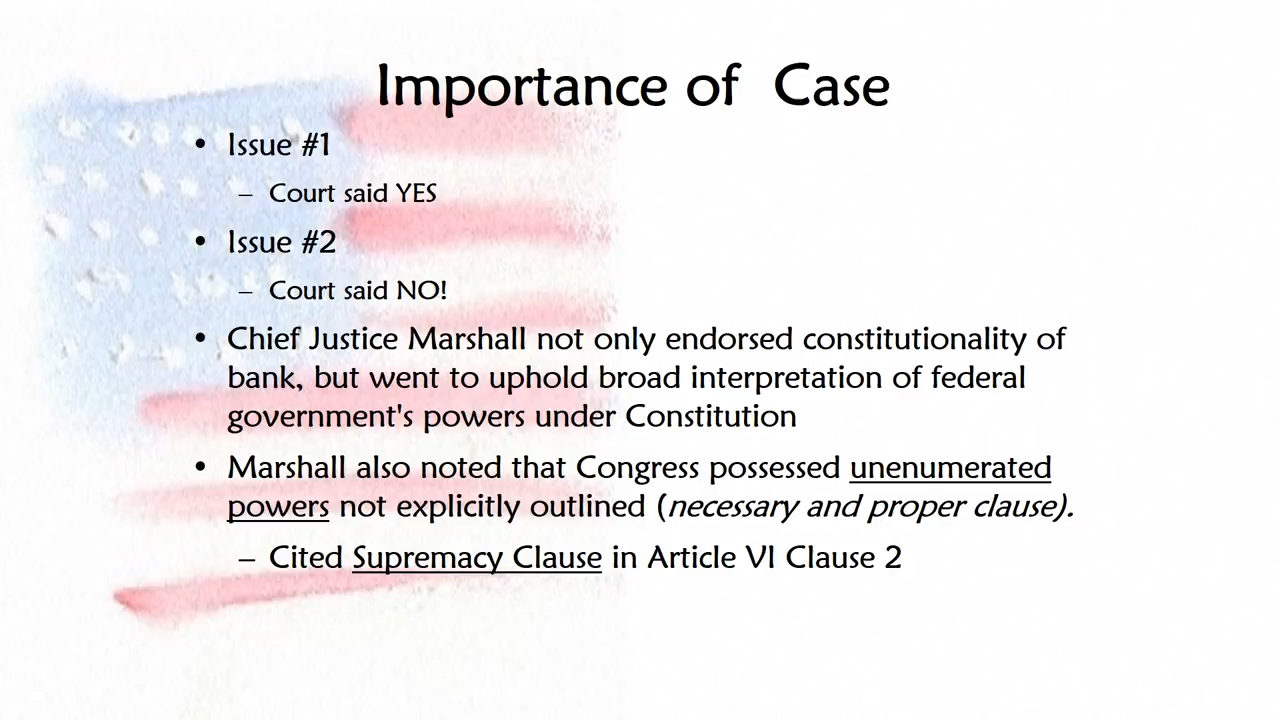 Importance of  Case
• Issue #1
– Court said YES
• Issue #2
– Court said NO!
• Chief Justice Marshall not only endorsed constitutionality of
bank, but went to uphold broad interpretation of federal
government's powers under Constitution
• Marshall also noted that Congress possessed unenumerated
powers not explicitly outlined (necessary and proper clause).
– Cited Supremacy Clause in Article VI Clause 2